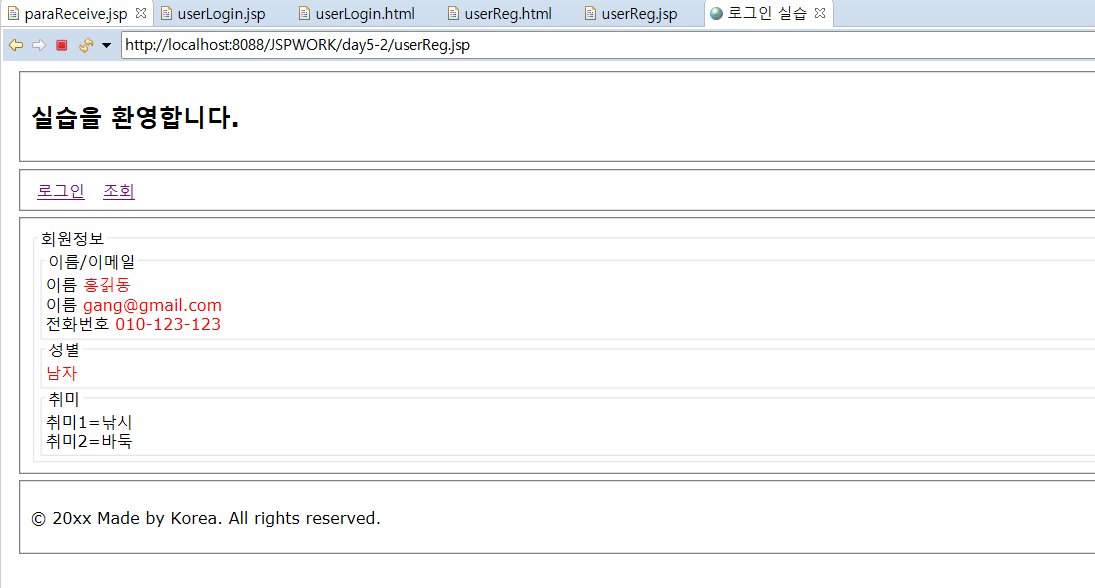 paraReceive.jsp userLogin.jsp userLogin.html userReg.html userReg.jsp 로그인 실습
http://localhost:8088/JSPWORK/day5-2/userReg.jsp
실습을 환영합니다.
로그인 조회
회원정보
이름/이메일
이름 홍긹동
이름 gang@gmail.com
전화번호 010-123-123
성별
남자
취미
취미1=낚시
취미2=바둑
© 20xx Made by Korea. All rights reserved.